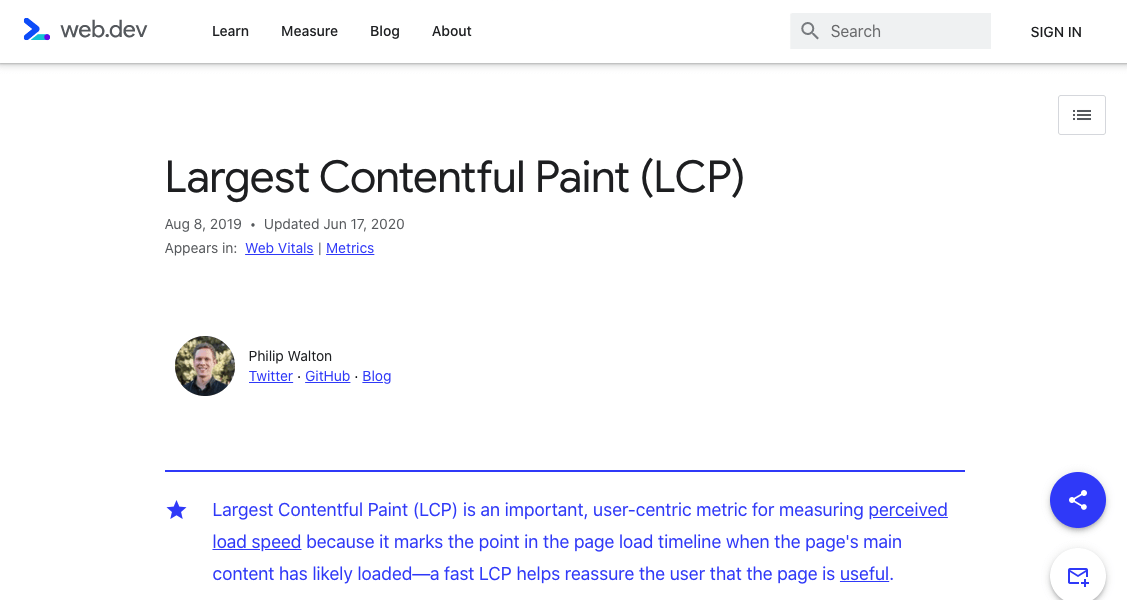 web.dev
Learn
Measure
Blog
About
Search
SIGN IN
Largest Contentful Paint (LCP)
Aug 8, 2019 • Updated Jun 17, 2020
Appears in: Web Vitals | Metrics
Philip Walton
Twitter · GitHub · Blog
Largest Contentful Paint (LCP) is an important, user-centric metric for measuring perceived
load speed because it marks the point in the page load timeline when the page's main
content has likely loaded—a fast LCP helps reassure the user that the page is useful.